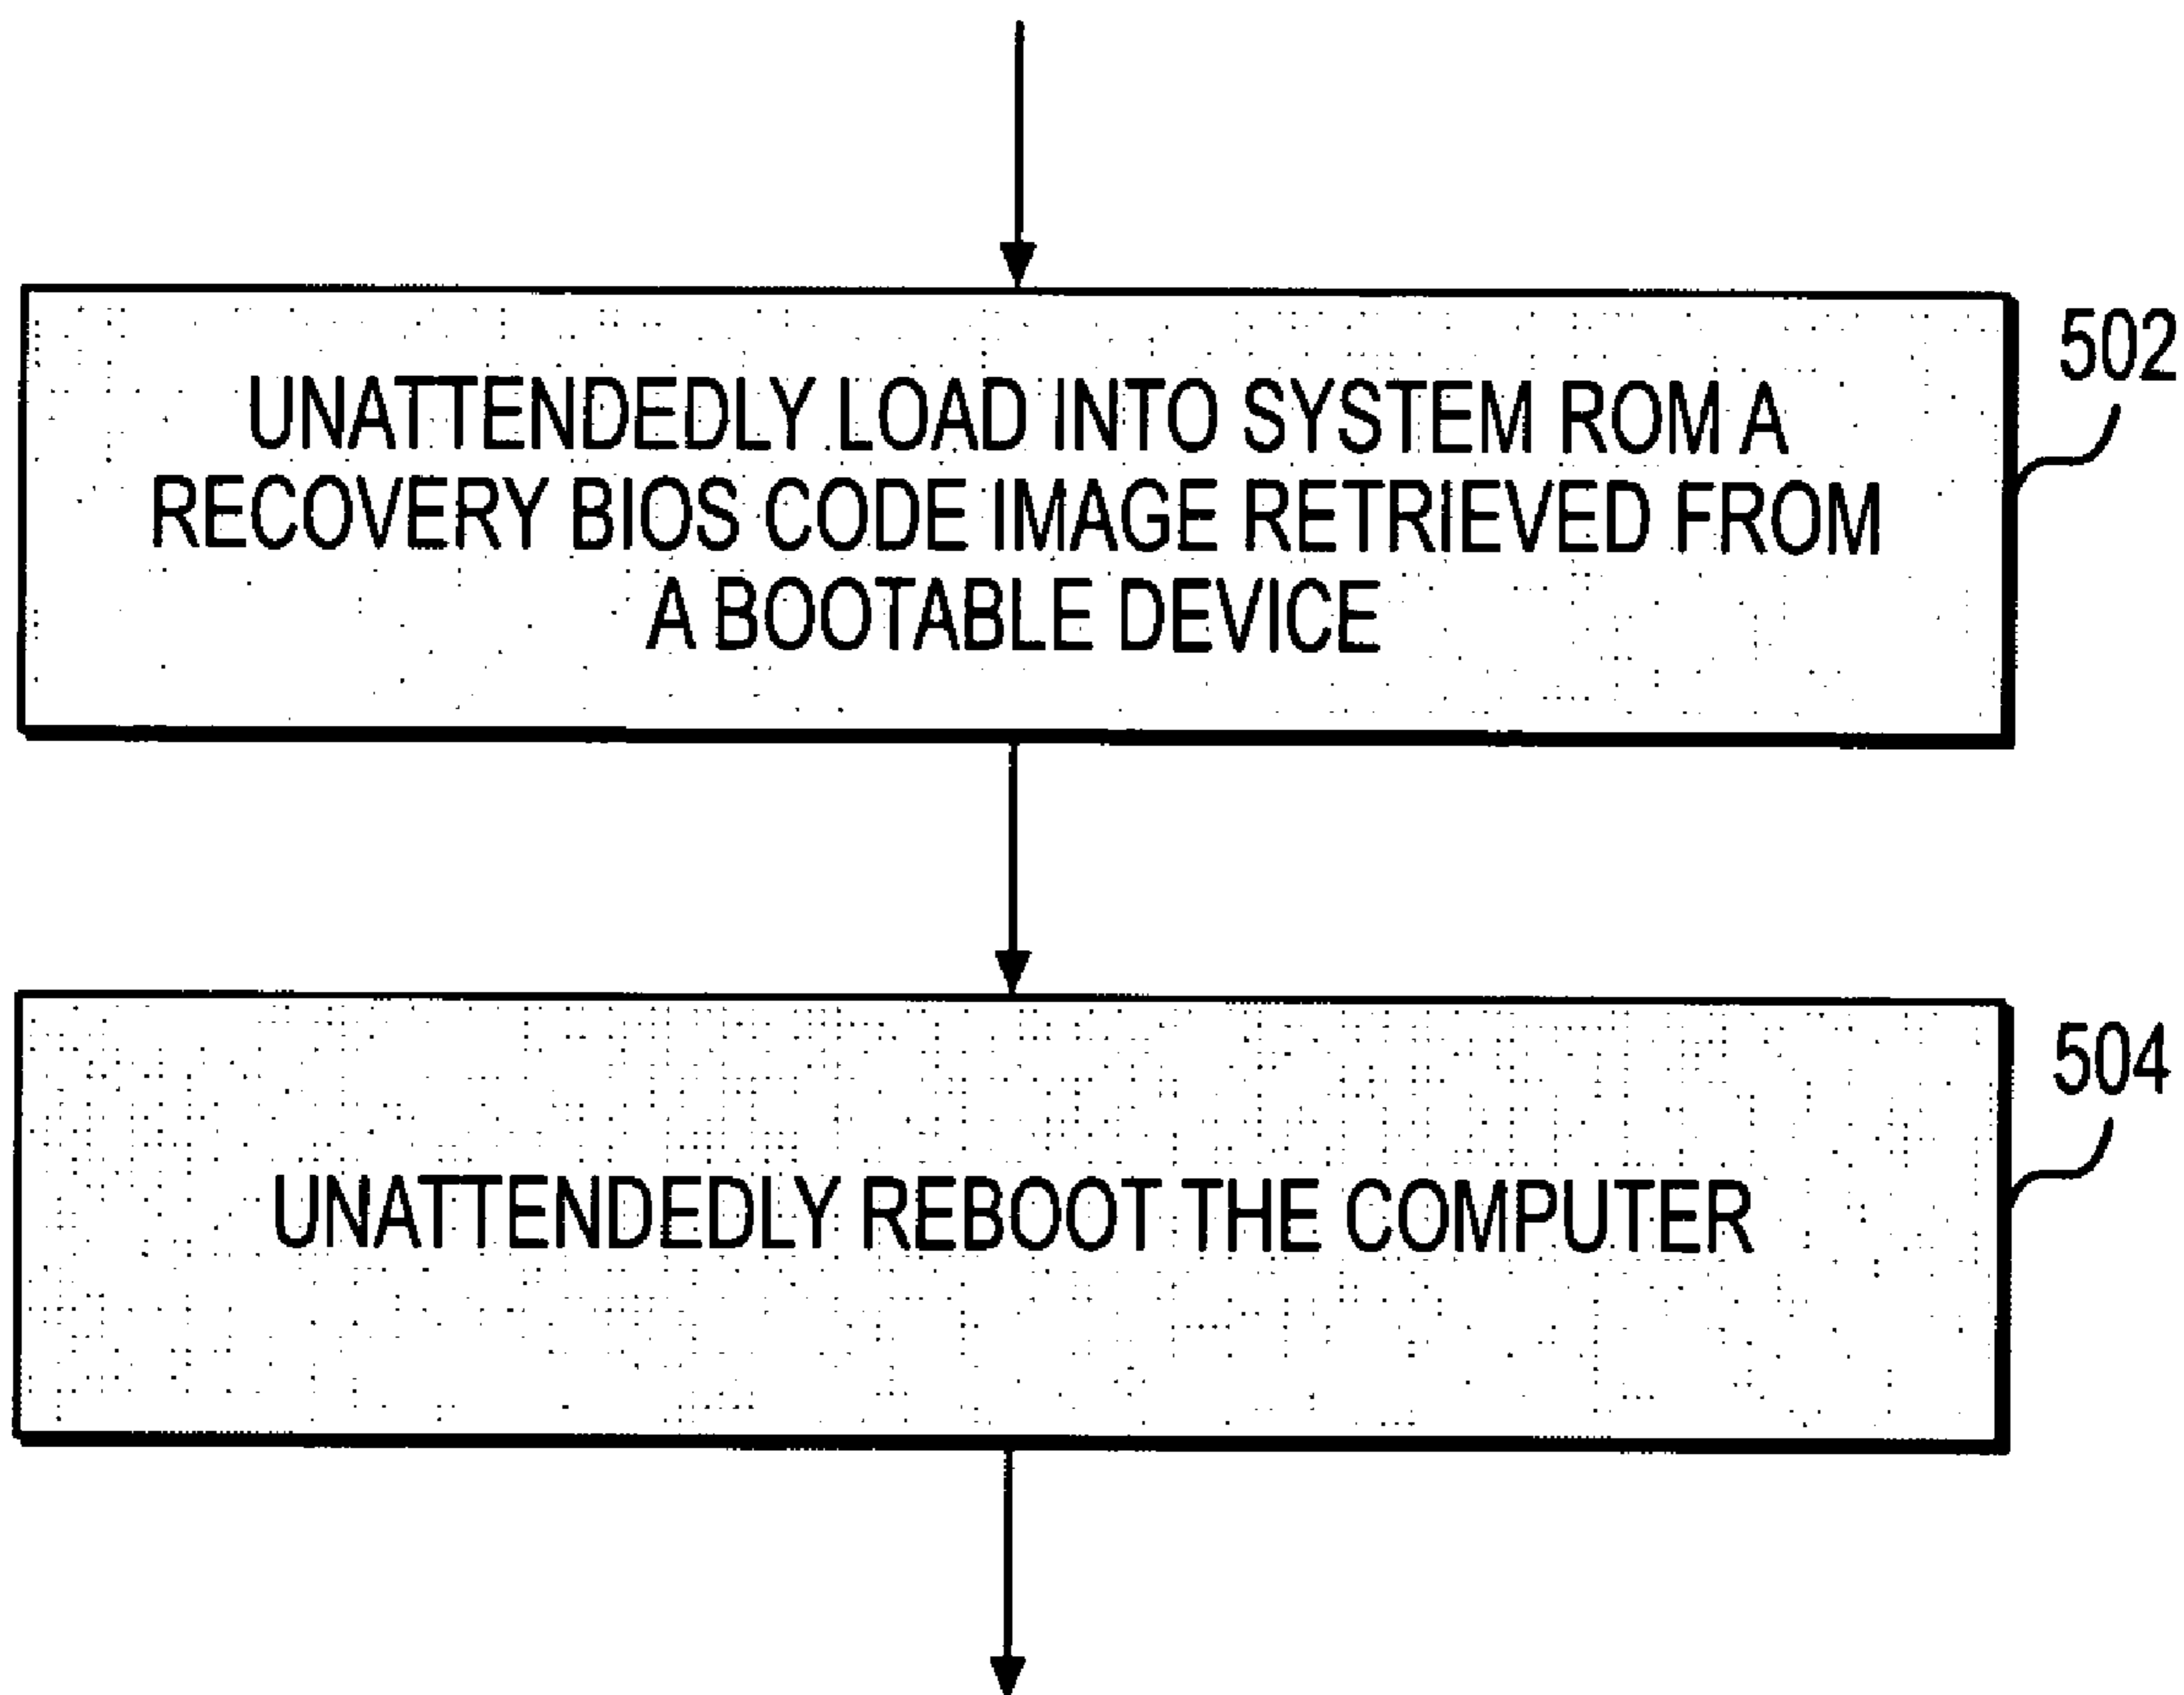 UNATTENDEDLY LOAD INTO SYSTEM ROM A
RECOVERY BIOS CODE IMAGE RETRIEVED FROM
A BOOTABLE DEVICE
502
UNATTENDEDLY REBOOT THE COMPUTER
504